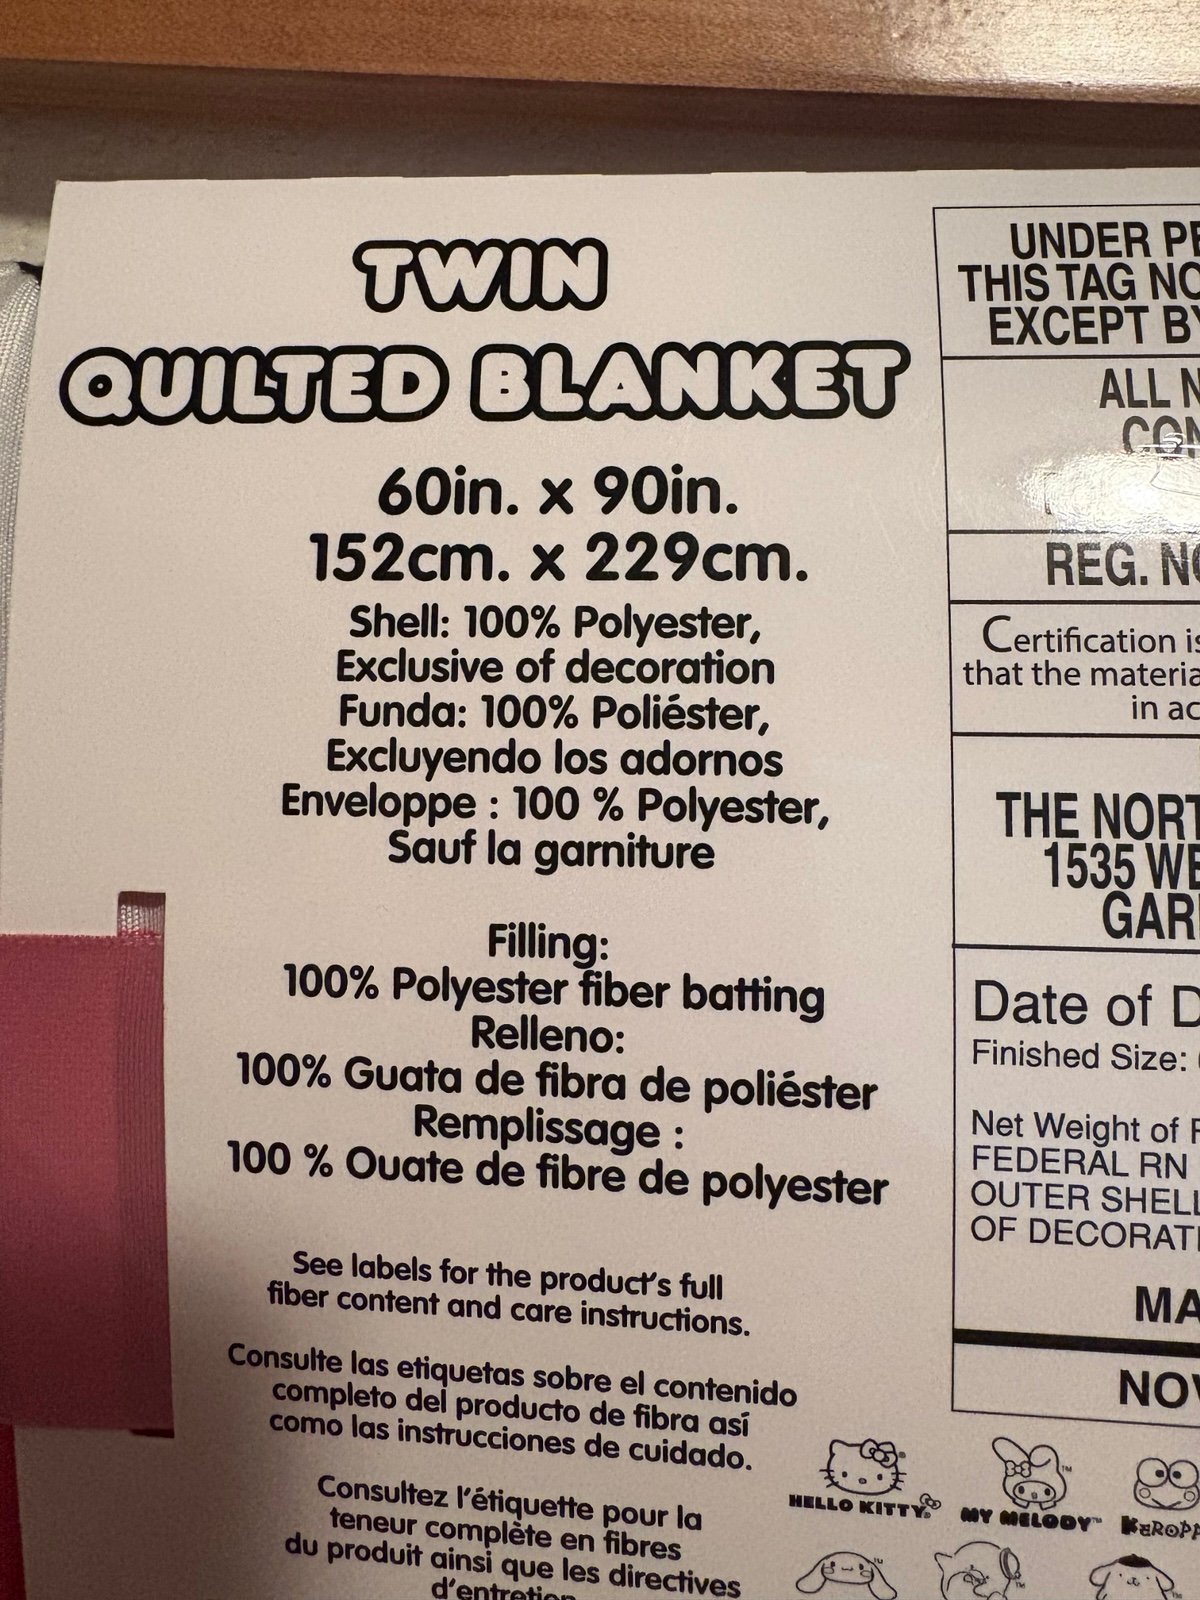 TWIN
QUILTED BLANKET
60in. x 90in.
152cm. x 229cm.
Shell: 100% Polyester,
Exclusive of decoration
Funda: 100% Poliéster,
Excluyendo los adornos
Enveloppe : 100 % Polyester,
Sauf la garniture
Filling:
100% Polyester fiber batting
Relleno:
100% Guata de fibra de poliéster
Remplissage :
100 % Ouate de fibre de polyester
See labels for the product's full
fiber content and care instructions.
Consulte las etiquetas sobre el contenido
completo del producto de fibra así
como las instrucciones de cuidado.
Consultez l'étiquette pour la
teneur complète en fibres
du produit ainsi que les directives
d'entretien
UNDER
THIS TAG
EXCEPT
ALL
REG.
Certification
that the
in
THE
1535
Date of
Finished Size:
Net Weight of
FEDERAL RN
OUTER SHELL
OF
HELLO KITTY®
MY MELODY™